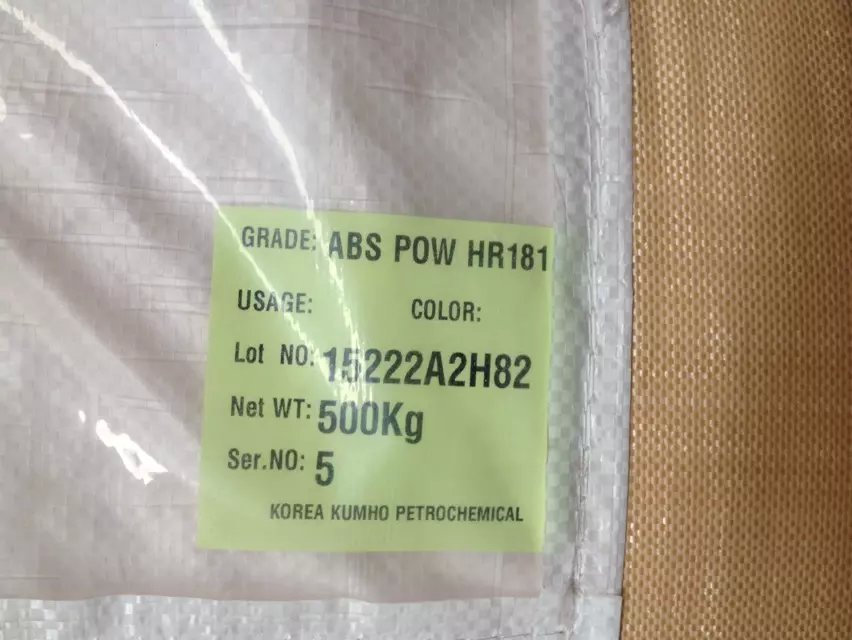 GRADE: ABS POW HR181
USAGE: COLOR:
Lot NO: 15222A2H82
Net WT: 500Kg
Ser.NO: 5
KOREA KUMHO PETROCHEMICAL